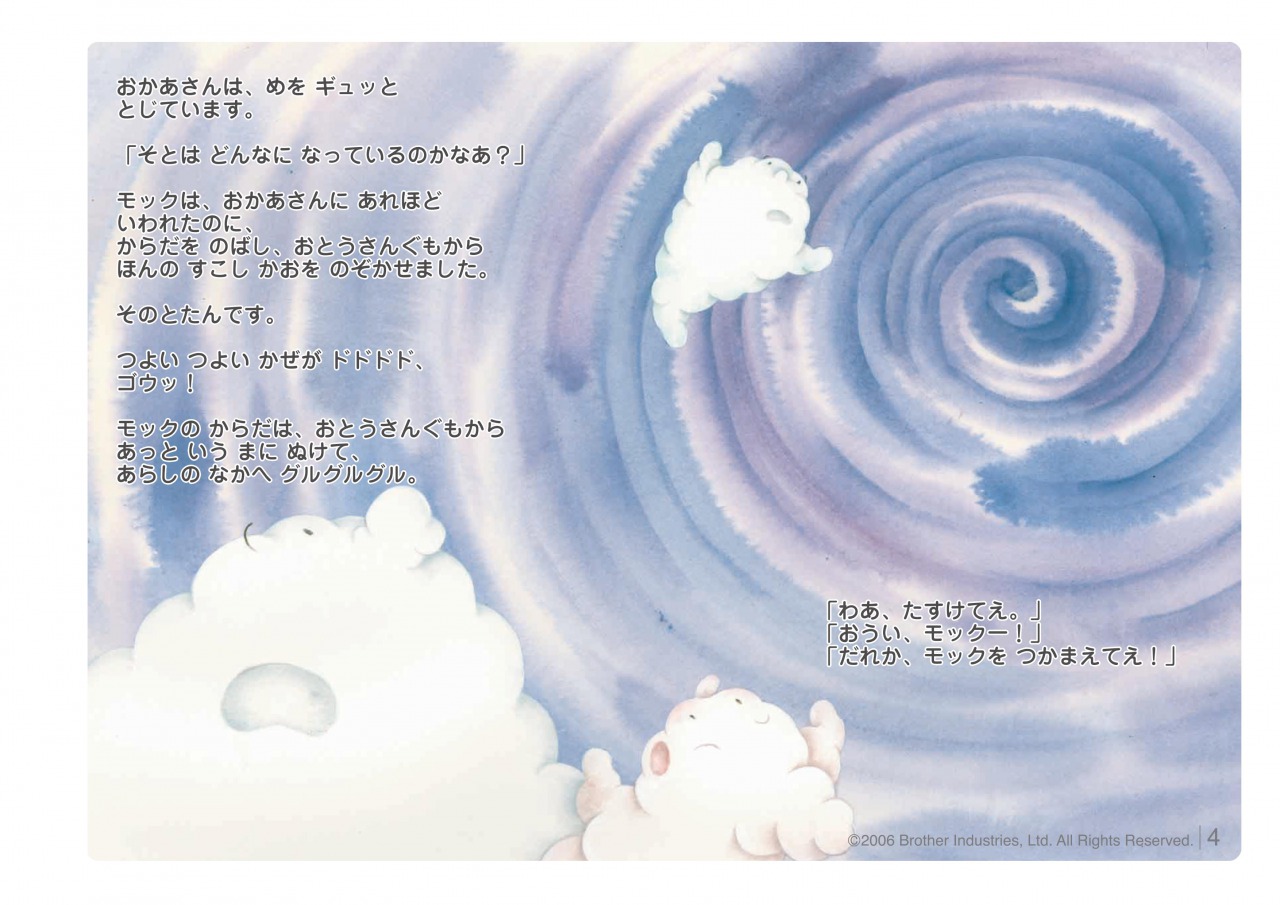 おかあさんは、めを ギュッと
とじています。
「そとは どんなに なっているのかなあ？」
モックは、おかあさんに あれほど
いわれたのに、
からだを のばし、おとうさんぐもから
ほんの すこし かおを のぞかせました。
そのとたんです。
つよい つよい かぜが ドドドド、
ゴウッ！
モックの からだは、おとうさんぐもから
あっと いう まに ぬけて、
あらしの なかへ グルグルグル。
「わあ、たすけてえ。」
「おうい、モックー！」
「だれか、モックを つかまえてえ！」
©2006 Brother Industries, Ltd. All Rights Reserved. 4